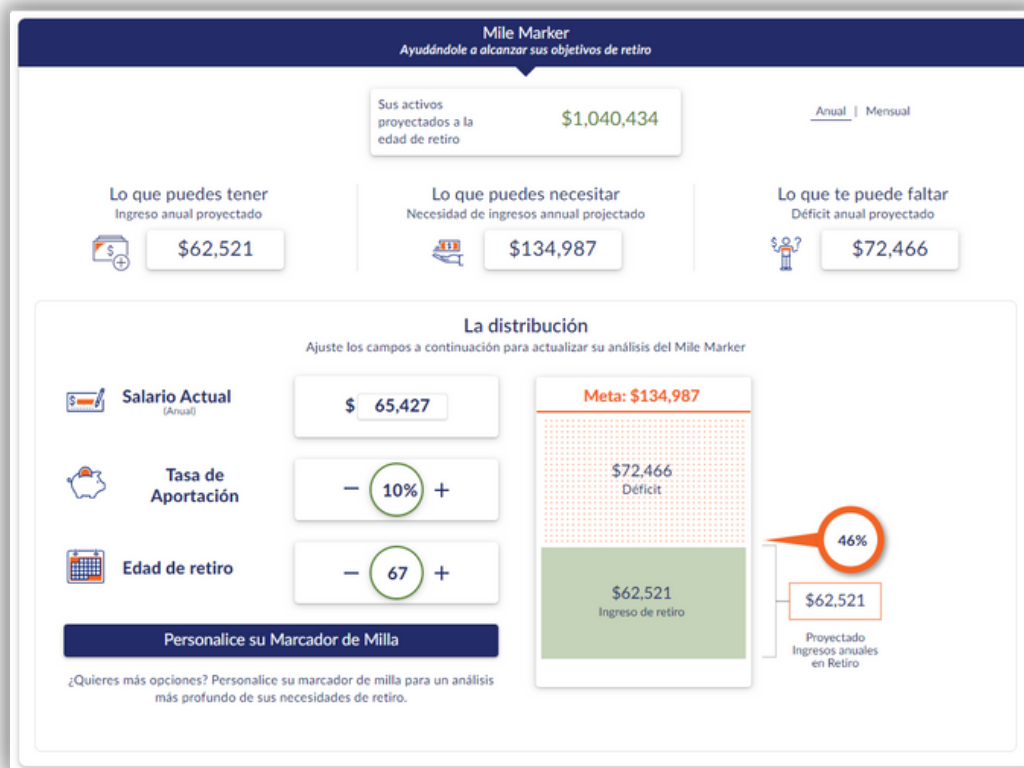 Mile Marker
Ayudándole a alcanzar sus objetivos de retiro
Sus activos
proyectados a la
edad de retiro
$1,040,434
Anual | Mensual
Lo que puedes tener
Ingreso anual proyectado
$62,521
Lo que puedes necesitar
Necesidad de ingresos annual projectado
$134,987
Lo que te puede faltar
Déficit anual proyectado
$72,466
La distribución
Ajuste los campos a continuación para actualizar su análisis del Mile Marker
Salario Actual
(Anual)
$ 65,427
Tasa de
Aportación
− 10% +
Edad de retiro
− 67 +
Personalice su Marcador de Milla
¿Quieres más opciones? Personalice su marcador de milla para un análisis
más profundo de sus necesidades de retiro.
Meta: $134,987
$72,466
Déficit
$62,521
Ingreso de retiro
46%
$62,521
Proyectado
Ingresos anuales
en Retiro